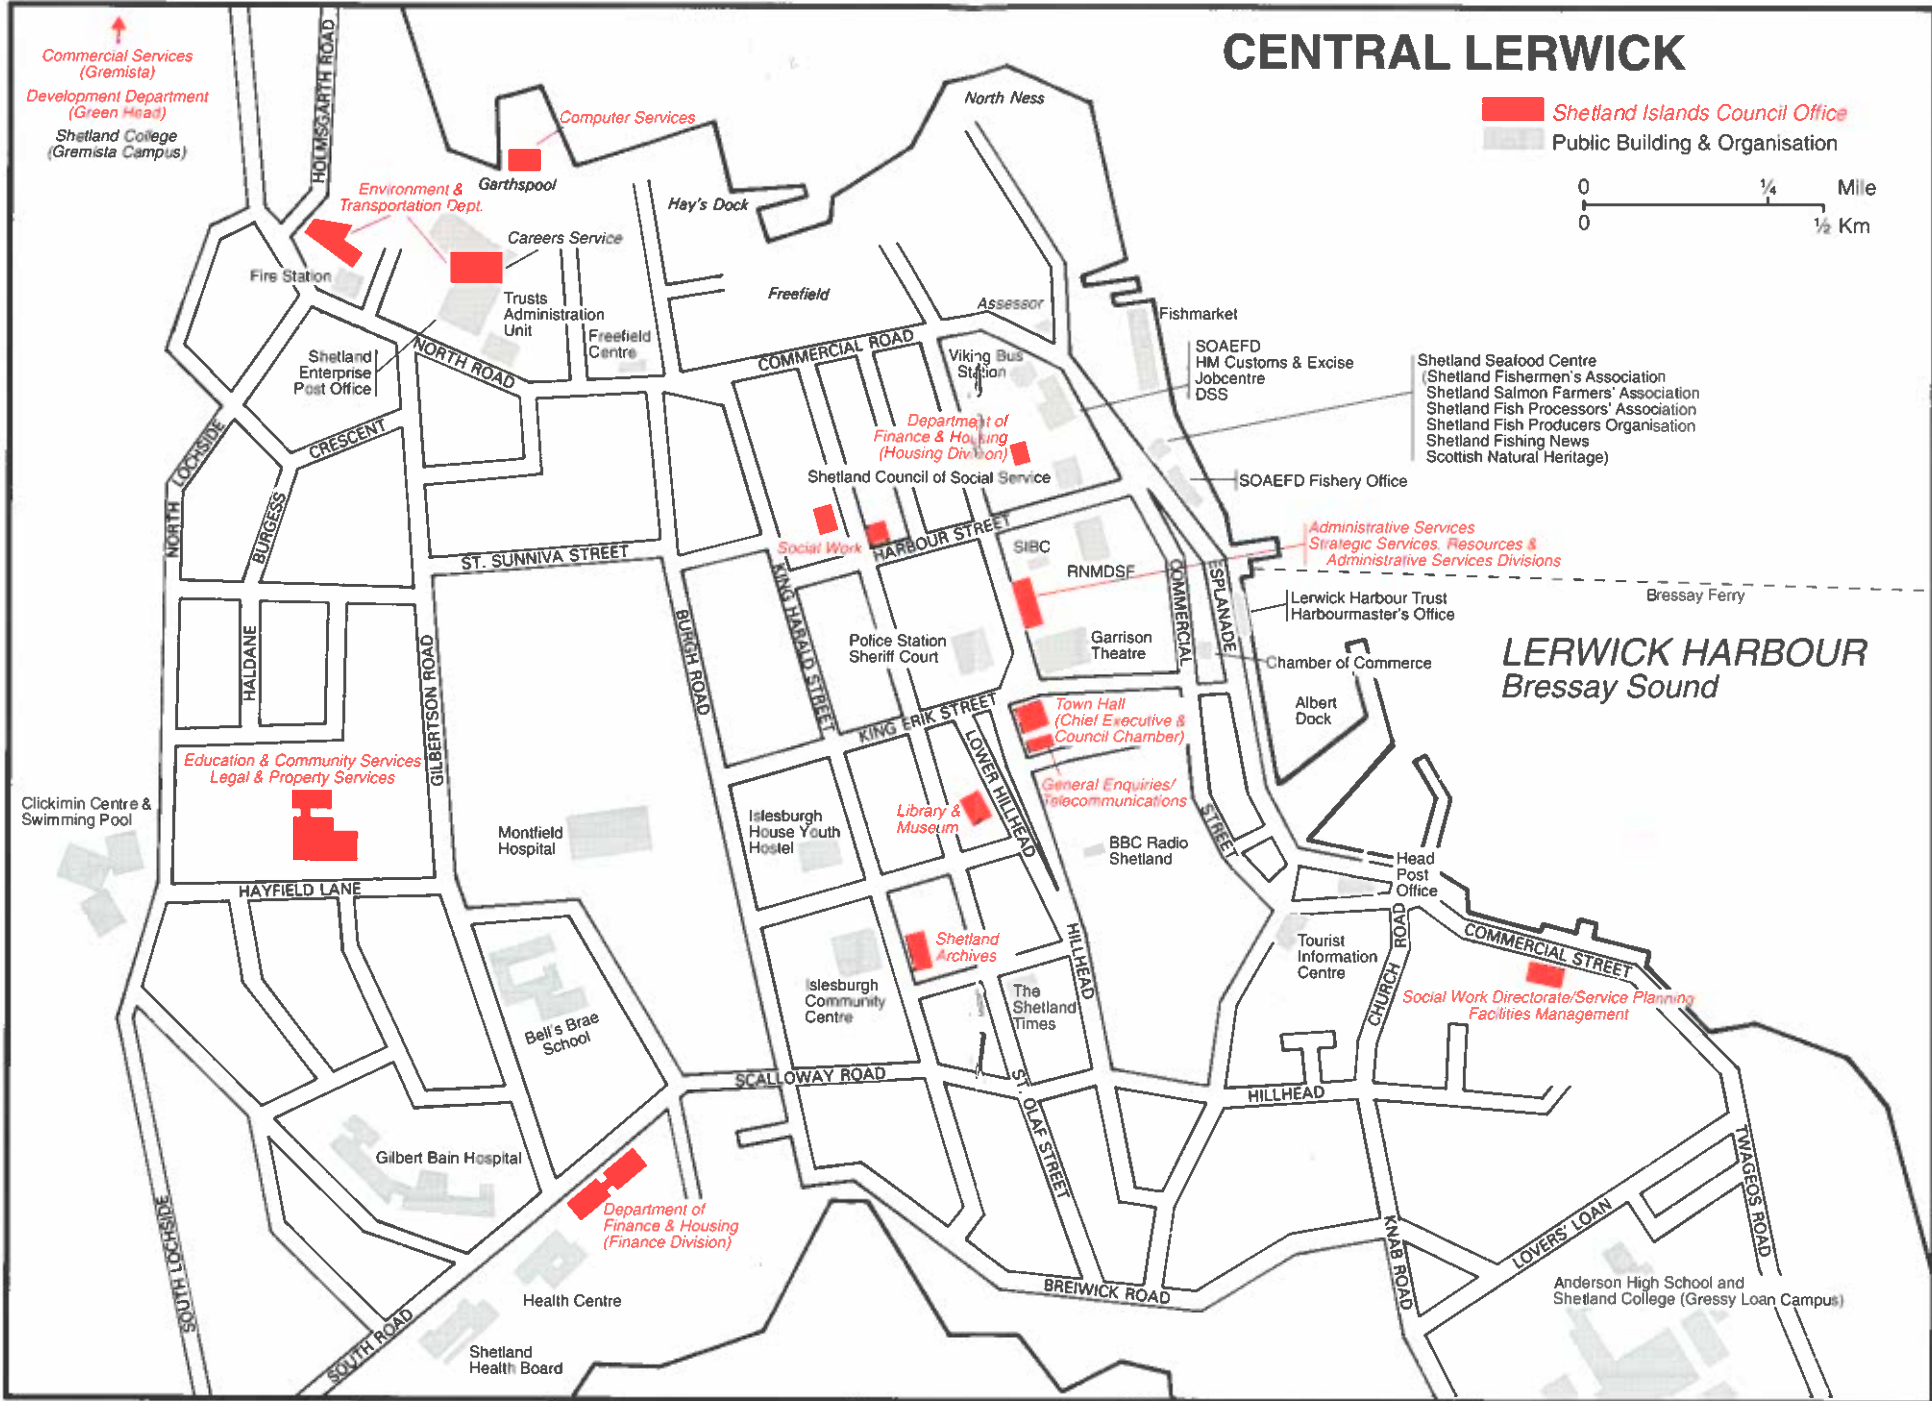 CENTRAL LERWICK
Shetland Islands Council Office
Public Building & Organisation
0 ¼ Mile
0 ½ Km
Commercial Services
(Gremista)
Development Department
(Green Head)
Shetland College
(Gremista Campus)
HOLMSGARTH ROAD
Computer Services
Garthspool
Environment &
Transportation Dept.
Careers Service
Fire Station
Trusts
Administration
Unit
Shetland
Enterprise
Post Office
NORTH ROAD
Freefield
Centre
Hay's Dock
Freefield
North Ness
Assessor
COMMERCIAL ROAD
Viking Bus
Station
Fishmarket
SOAEFD
HM Customs & Excise
Jobcentre
DSS
Shetland Seafood Centre
(Shetland Fishermen's Association
Shetland Salmon Farmers' Association
Shetland Fish Processors' Association
Shetland Fish Producers Organisation
Shetland Fishing News
Scottish Natural Heritage)
Department of
Finance & Housing
(Housing Division)
Shetland Council of Social Service
SOAEFD Fishery Office
Social Work
HARBOUR STREET
SIBC
RNMDSF
Administrative Services
Strategic Services, Resources &
Administrative Services Divisions
Bressay Ferry
Lerwick Harbour Trust
Harbourmaster's Office
LERWICK HARBOUR
Bressay Sound
Chamber of Commerce
Albert
Dock
COMMERCIAL
STREET
ESPLANADE
Garrison
Theatre
Police Station
Sheriff Court
NORTH LOCHSIDE
BURGESS
CRESCENT
ST. SUNNIVA STREET
HALDANE
GILBERTSON ROAD
BURGH ROAD
KING HARALD STREET
KING ERIK STREET
LOWER HILLHEAD
Town Hall
(Chief Executive &
Council Chamber)
General Enquiries/
Telecommunications
Education & Community Services
Legal & Property Services
Clickimin Centre &
Swimming Pool
Montfield
Hospital
Islesburgh
House Youth
Hostel
Library &
Museum
BBC Radio
Shetland
Head
Post
Office
HAYFIELD LANE
Shetland
Archives
HILLHEAD
Tourist
Information
Centre
CHURCH ROAD
COMMERCIAL STREET
Social Work Directorate/Service Planning
Facilities Management
Islesburgh
Community
Centre
The
Shetland
Times
Bell's Brae
School
SCALLOWAY ROAD
ST. OLAF STREET
HILLHEAD
Gilbert Bain Hospital
Department of
Finance & Housing
(Finance Division)
Health Centre
Shetland
Health Board
SOUTH LOCHSIDE
SOUTH ROAD
BREIWICK ROAD
KNAB ROAD
LOVERS' LOAN
TWAGEOS ROAD
Anderson High School and
Shetland College (Gressy Loan Campus)